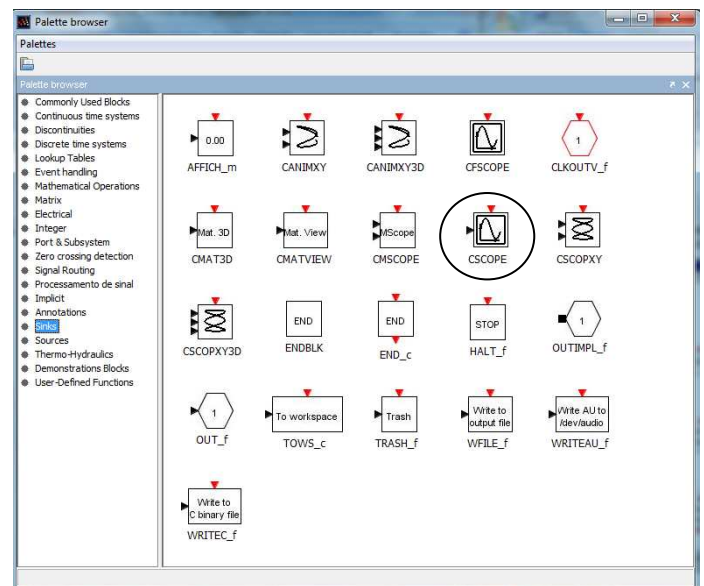 Palette browser
Palettes
Palette browser
Commonly Used Blocks
Continuous time systems
Discontinuities
Discrete time systems
Lookup Tables
Event handling
Mathematical Operations
Matrix
Electrical
Integer
Port & Subsystem
Zero crossing detection
Signal Routing
Processamento de sinal
Implicit
Annotations
Sinks
Sources
Thermo-Hydraulics
Demonstrations Blocks
User-Defined Functions
0.00
1
AFFICH_m CANIMXY CANIMXY3D CFSCOPE CLKOUTV_f
Mat. 3D Mat. View MScope
CMAT3D CMATVIEW CMSCOPE CSCOPE CSCOPXY
END END STOP 1
CSCOPXY3D ENDBLK END_c HALT_f OUTIMPL_f
1 To workspace Trash Write to output file Write AU to /dev/audio
OUT_f TOWS_c TRASH_f WFILE_f WRITEAU_f
Write to
C binary file
WRITEC_f